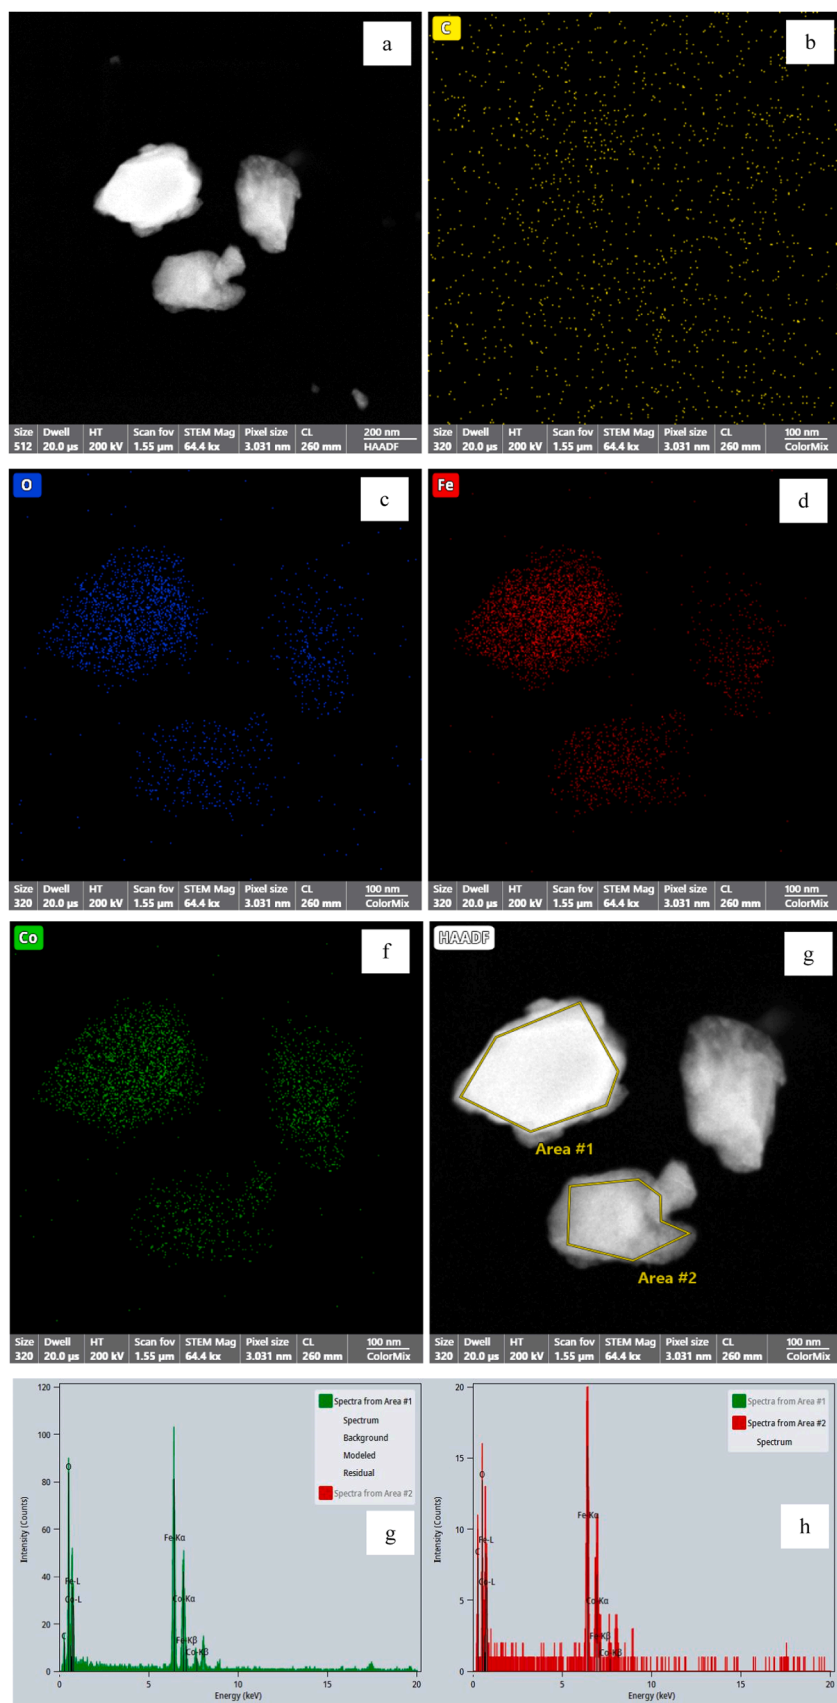 a
C
b
Size Dwell HT Scan fov STEM Mag Pixel size CL 200 nm
512 20.0 µs 200 kV 1.55 µm 64.4 kx 3.031 nm 260 mm HAADF
Size Dwell HT Scan fov STEM Mag Pixel size CL 100 nm
320 20.0 µs 200 kV 1.55 µm 64.4 kx 3.031 nm 260 mm ColorMix
O
c
Fe
d
Size Dwell HT Scan fov STEM Mag Pixel size CL 100 nm
320 20.0 µs 200 kV 1.55 µm 64.4 kx 3.031 nm 260 mm ColorMix
Size Dwell HT Scan fov STEM Mag Pixel size CL 100 nm
320 20.0 µs 200 kV 1.55 µm 64.4 kx 3.031 nm 260 mm ColorMix
Co
f
HAADF
g
Area #1
Area #2
Size Dwell HT Scan fov STEM Mag Pixel size CL 100 nm
320 20.0 µs 200 kV 1.55 µm 64.4 kx 3.031 nm 260 mm ColorMix
Size Dwell HT Scan fov STEM Mag Pixel size CL 100 nm
320 20.0 µs 200 kV 1.55 µm 64.4 kx 3.031 nm 260 mm ColorMix
Intensity (Counts)
120
100
80
60
40
20
0
Spectra from Area #1
Spectrum
Background
Modeled
Residual
Spectra from Area #2
g
O
Fe-Kα
Fe-L
Co-L
Co-Kα
C
Fe-Kβ
Co-Kβ
0 5 10 15 20
Energy (keV)
Intensity (Counts)
20
15
10
5
0
Spectra from Area #1
Spectra from Area #2
Spectrum
h
O
Fe-Kα
Fe-L
C
Co-L
Co-Kα
Fe-Kβ
Co-Kβ
0 5 10 15 20
Energy (keV)